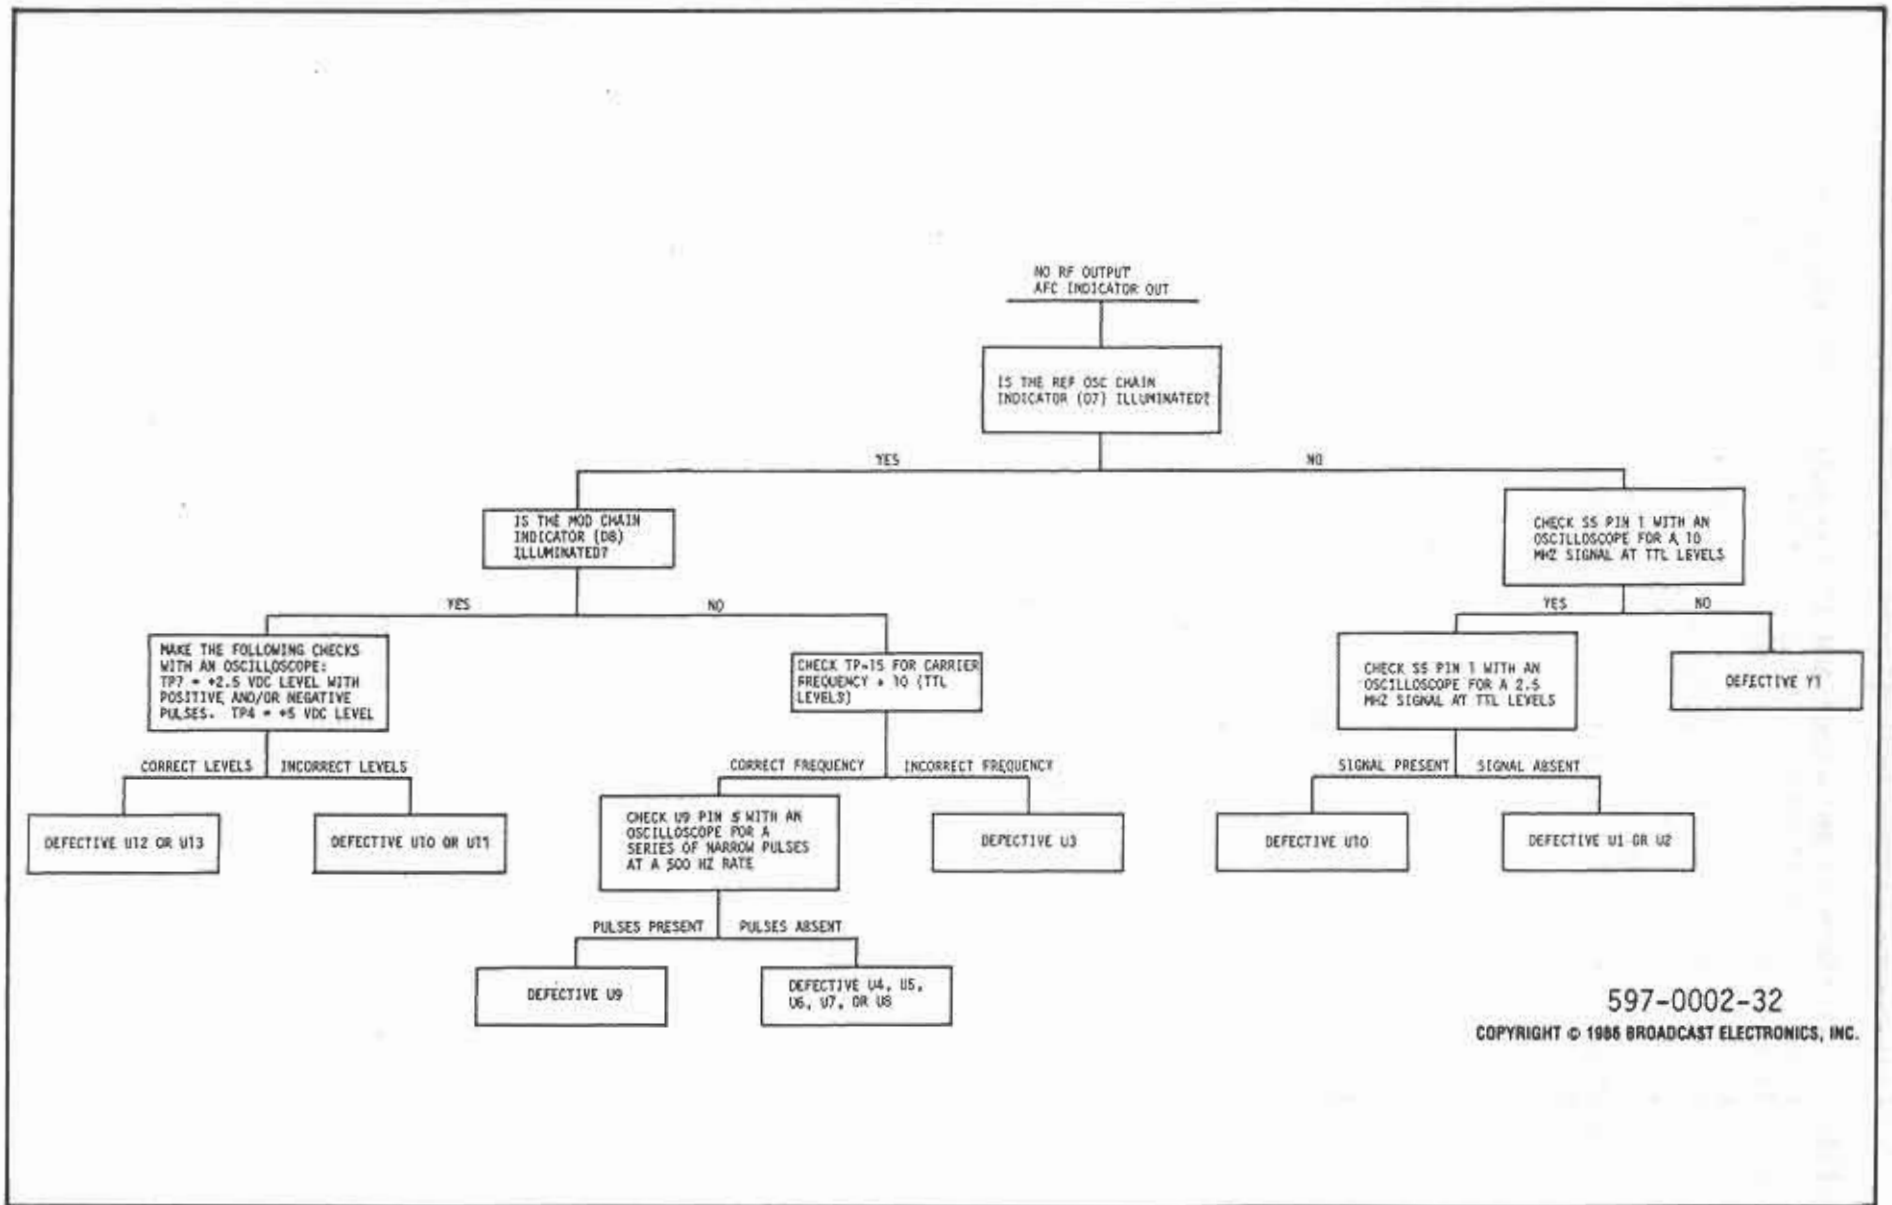 NO RF OUTPUT
AFC INDICATOR OUT
IS THE REF OSC CHAIN
INDICATOR (D7) ILLUMINATED?
YES
NO
IS THE MOD CHAIN
INDICATOR (D8)
ILLUMINATED?
CHECK S5 PIN 1 WITH AN
OSCILLOSCOPE FOR A 10
MHZ SIGNAL AT TTL LEVELS
YES
NO
YES
NO
MAKE THE FOLLOWING CHECKS
WITH AN OSCILLOSCOPE:
TP7 = +2.5 VDC LEVEL WITH
POSITIVE AND/OR NEGATIVE
PULSES. TP4 = +5 VDC LEVEL
CHECK TP-15 FOR CARRIER
FREQUENCY ÷ 10 (TTL
LEVELS)
CHECK S5 PIN 1 WITH AN
OSCILLOSCOPE FOR A 2.5
MHZ SIGNAL AT TTL LEVELS
DEFECTIVE Y1
CORRECT LEVELS
INCORRECT LEVELS
CORRECT FREQUENCY
INCORRECT FREQUENCY
SIGNAL PRESENT
SIGNAL ABSENT
DEFECTIVE U12 OR U13
DEFECTIVE U10 OR U11
CHECK U9 PIN 5 WITH AN
OSCILLOSCOPE FOR A
SERIES OF NARROW PULSES
AT A 500 HZ RATE
DEFECTIVE U3
DEFECTIVE U10
DEFECTIVE U1 OR U2
PULSES PRESENT
PULSES ABSENT
DEFECTIVE U9
DEFECTIVE U4, U5,
U6, U7, OR U8
597-0002-32
COPYRIGHT © 1986 BROADCAST ELECTRONICS, INC.